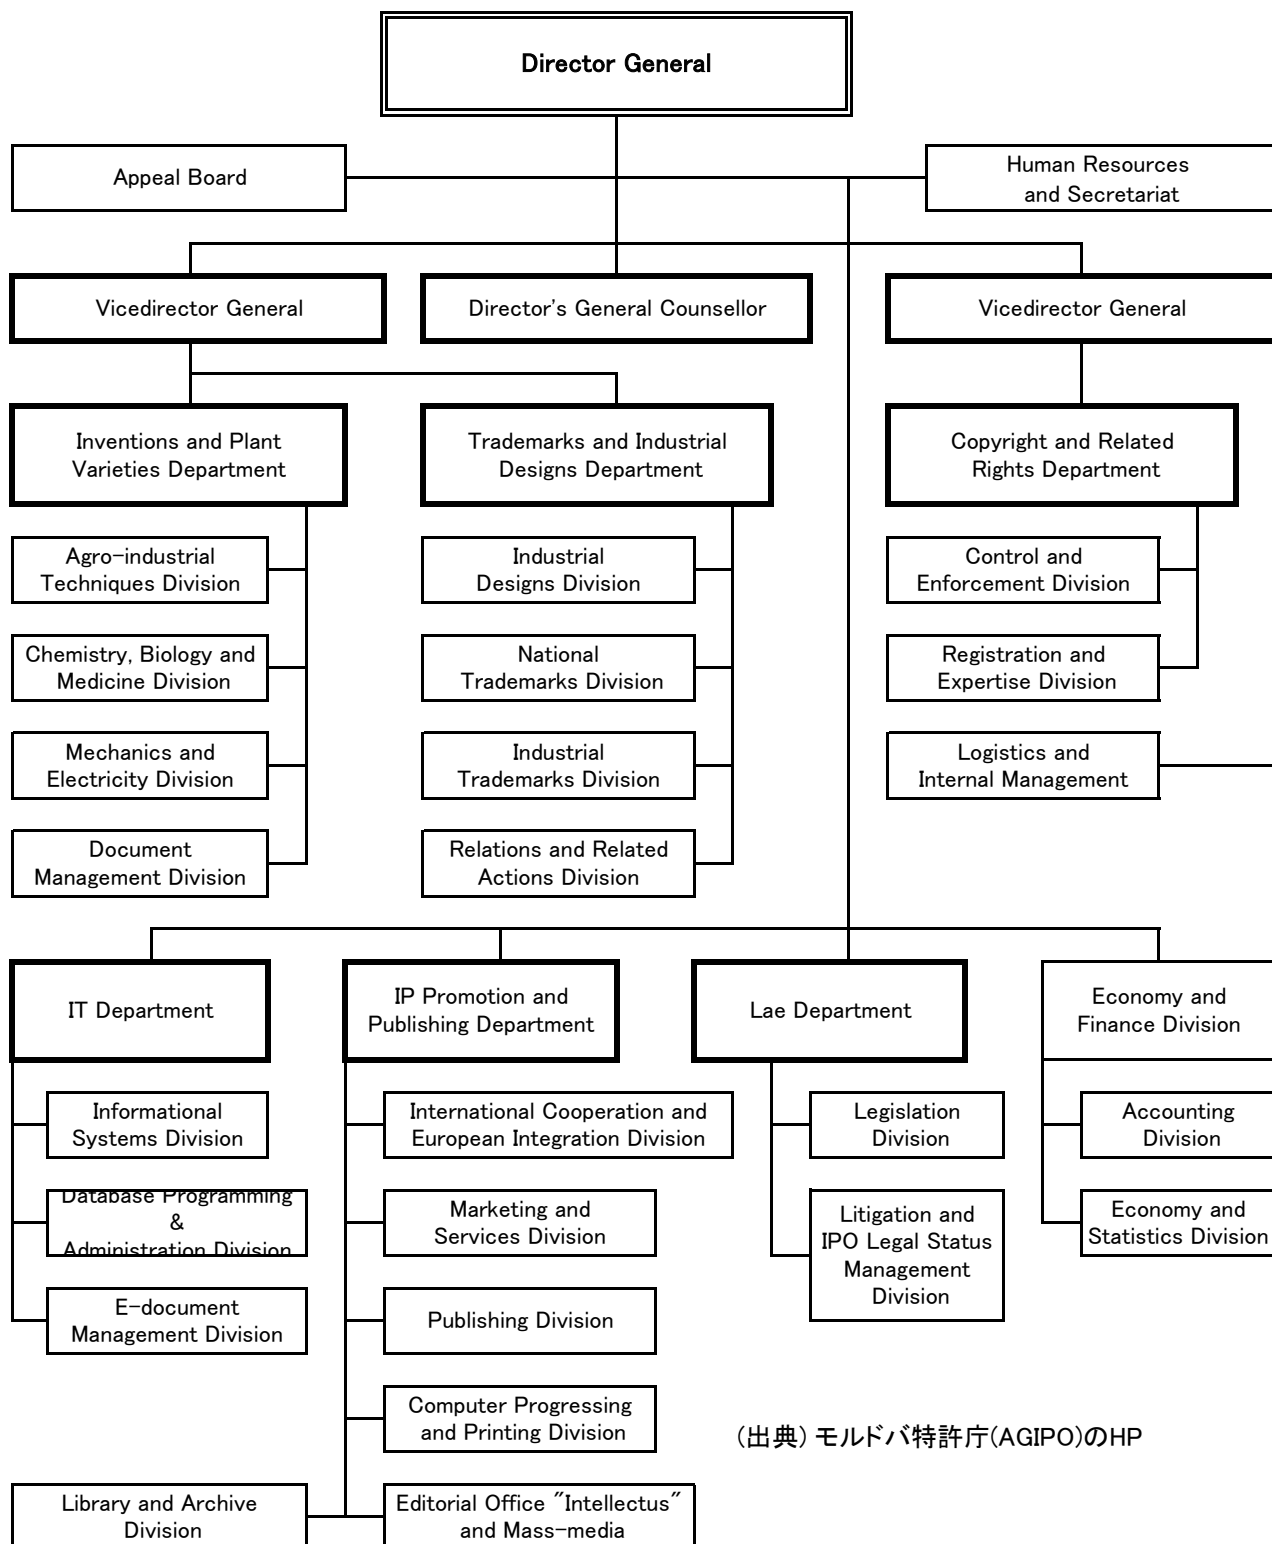 Director General
Appeal Board
Human Resources
and Secretariat
Vicedirector General
Director's General Counsellor
Vicedirector General
Inventions and Plant
Varieties Department
Trademarks and Industrial
Designs Department
Copyright and Related
Rights Department
Agro-industrial
Techniques Division
Industrial
Designs Division
Control and
Enforcement Division
Chemistry, Biology and
Medicine Division
National
Trademarks Division
Registration and
Expertise Division
Mechanics and
Electricity Division
Industrial
Trademarks Division
Logistics and
Internal Management
Document
Management Division
Relations and Related
Actions Division
IT Department
IP Promotion and
Publishing Department
Lae Department
Economy and
Finance Division
Informational
Systems Division
International Cooperation and
European Integration Division
Legislation
Division
Accounting
Division
Database Programming
&
Administration Division
Marketing and
Services Division
Litigation and
IPO Legal Status
Management
Division
Economy and
Statistics Division
E-document
Management Division
Publishing Division
Computer Progressing
and Printing Division
(出典) モルドバ特許庁(AGIPO)のHP
Library and Archive
Division
Editorial Office "Intellectus"
and Mass-media